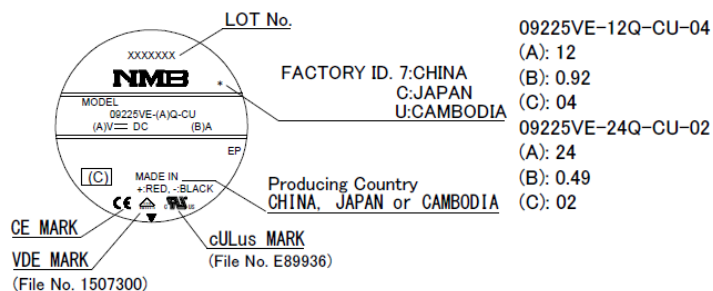 LOT No.
XXXXXXX
NMB
*
MODEL
09225VE-(A)Q-CU
(A)V⎓ DC (B)A
EP
(C)
MADE IN
+:RED, -:BLACK
CE
FACTORY ID. 7:CHINA
C:JAPAN
U:CAMBODIA
Producing Country
CHINA, JAPAN or CAMBODIA
CE MARK
VDE MARK
(File No. 1507300)
cULus MARK
(File No. E89936)
09225VE-12Q-CU-04
(A): 12
(B): 0.92
(C): 04
09225VE-24Q-CU-02
(A): 24
(B): 0.49
(C): 02